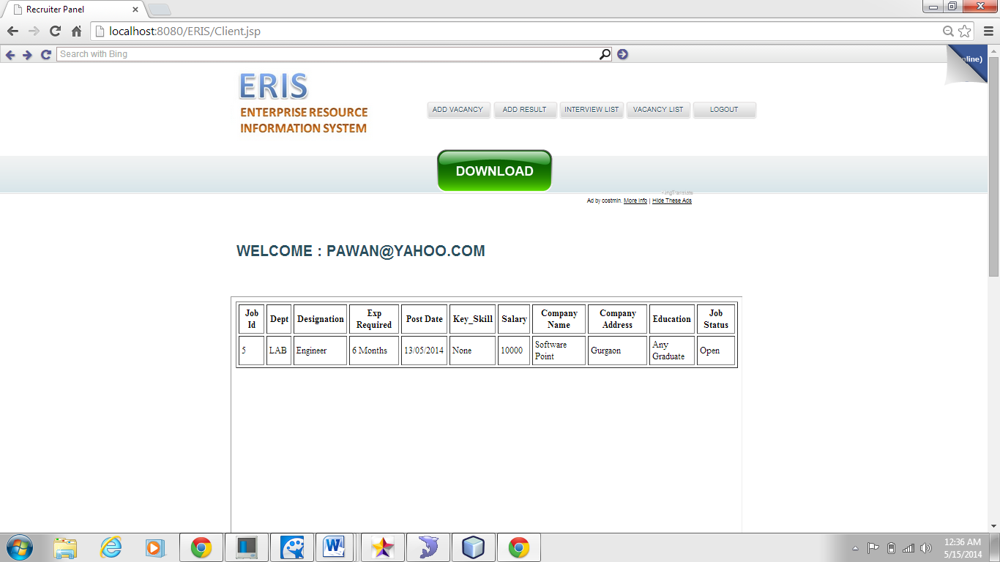 Recruiter Panel
localhost:8080/ERIS/Client.jsp
Search with Bing
line)
ERIS
ENTERPRISE RESOURCE
INFORMATION SYSTEM
ADD VACANCY ADD RESULT INTERVIEW LIST VACANCY LIST LOGOUT
DOWNLOAD
Ad by costmin. More Info | Hide These Ads
WELCOME : PAWAN@YAHOO.COM
Job Id Dept Designation Exp Required Post Date Key_Skill Salary Company Name Company Address Education Job Status
5 LAB Engineer 6 Months 13/05/2014 None 10000 Software Point Gurgaon Any Graduate Open
12:36 AM
5/15/2014